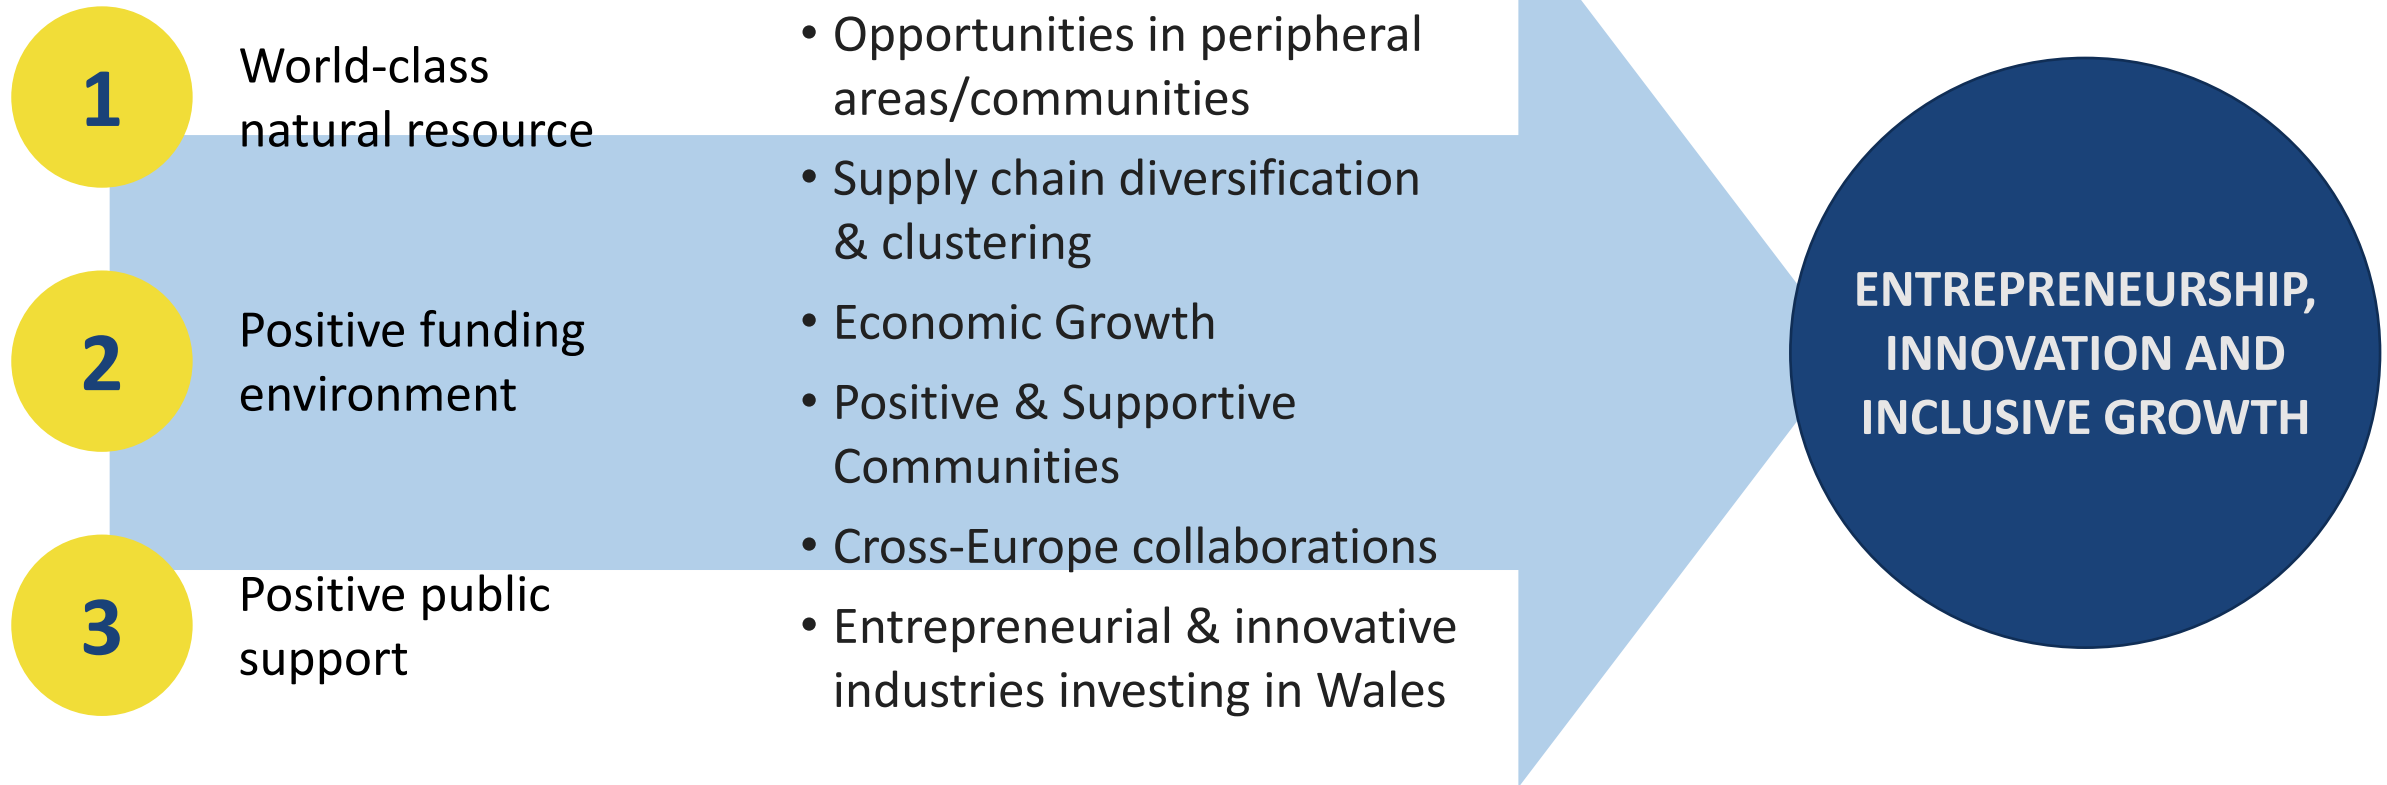 1
World-class
natural resource
2
Positive funding
environment
3
Positive public
support
• Opportunities in peripheral
areas/communities
• Supply chain diversification
& clustering
• Economic Growth
• Positive & Supportive
Communities
• Cross-Europe collaborations
• Entrepreneurial & innovative
industries investing in Wales
ENTREPRENEURSHIP,
INNOVATION AND
INCLUSIVE GROWTH